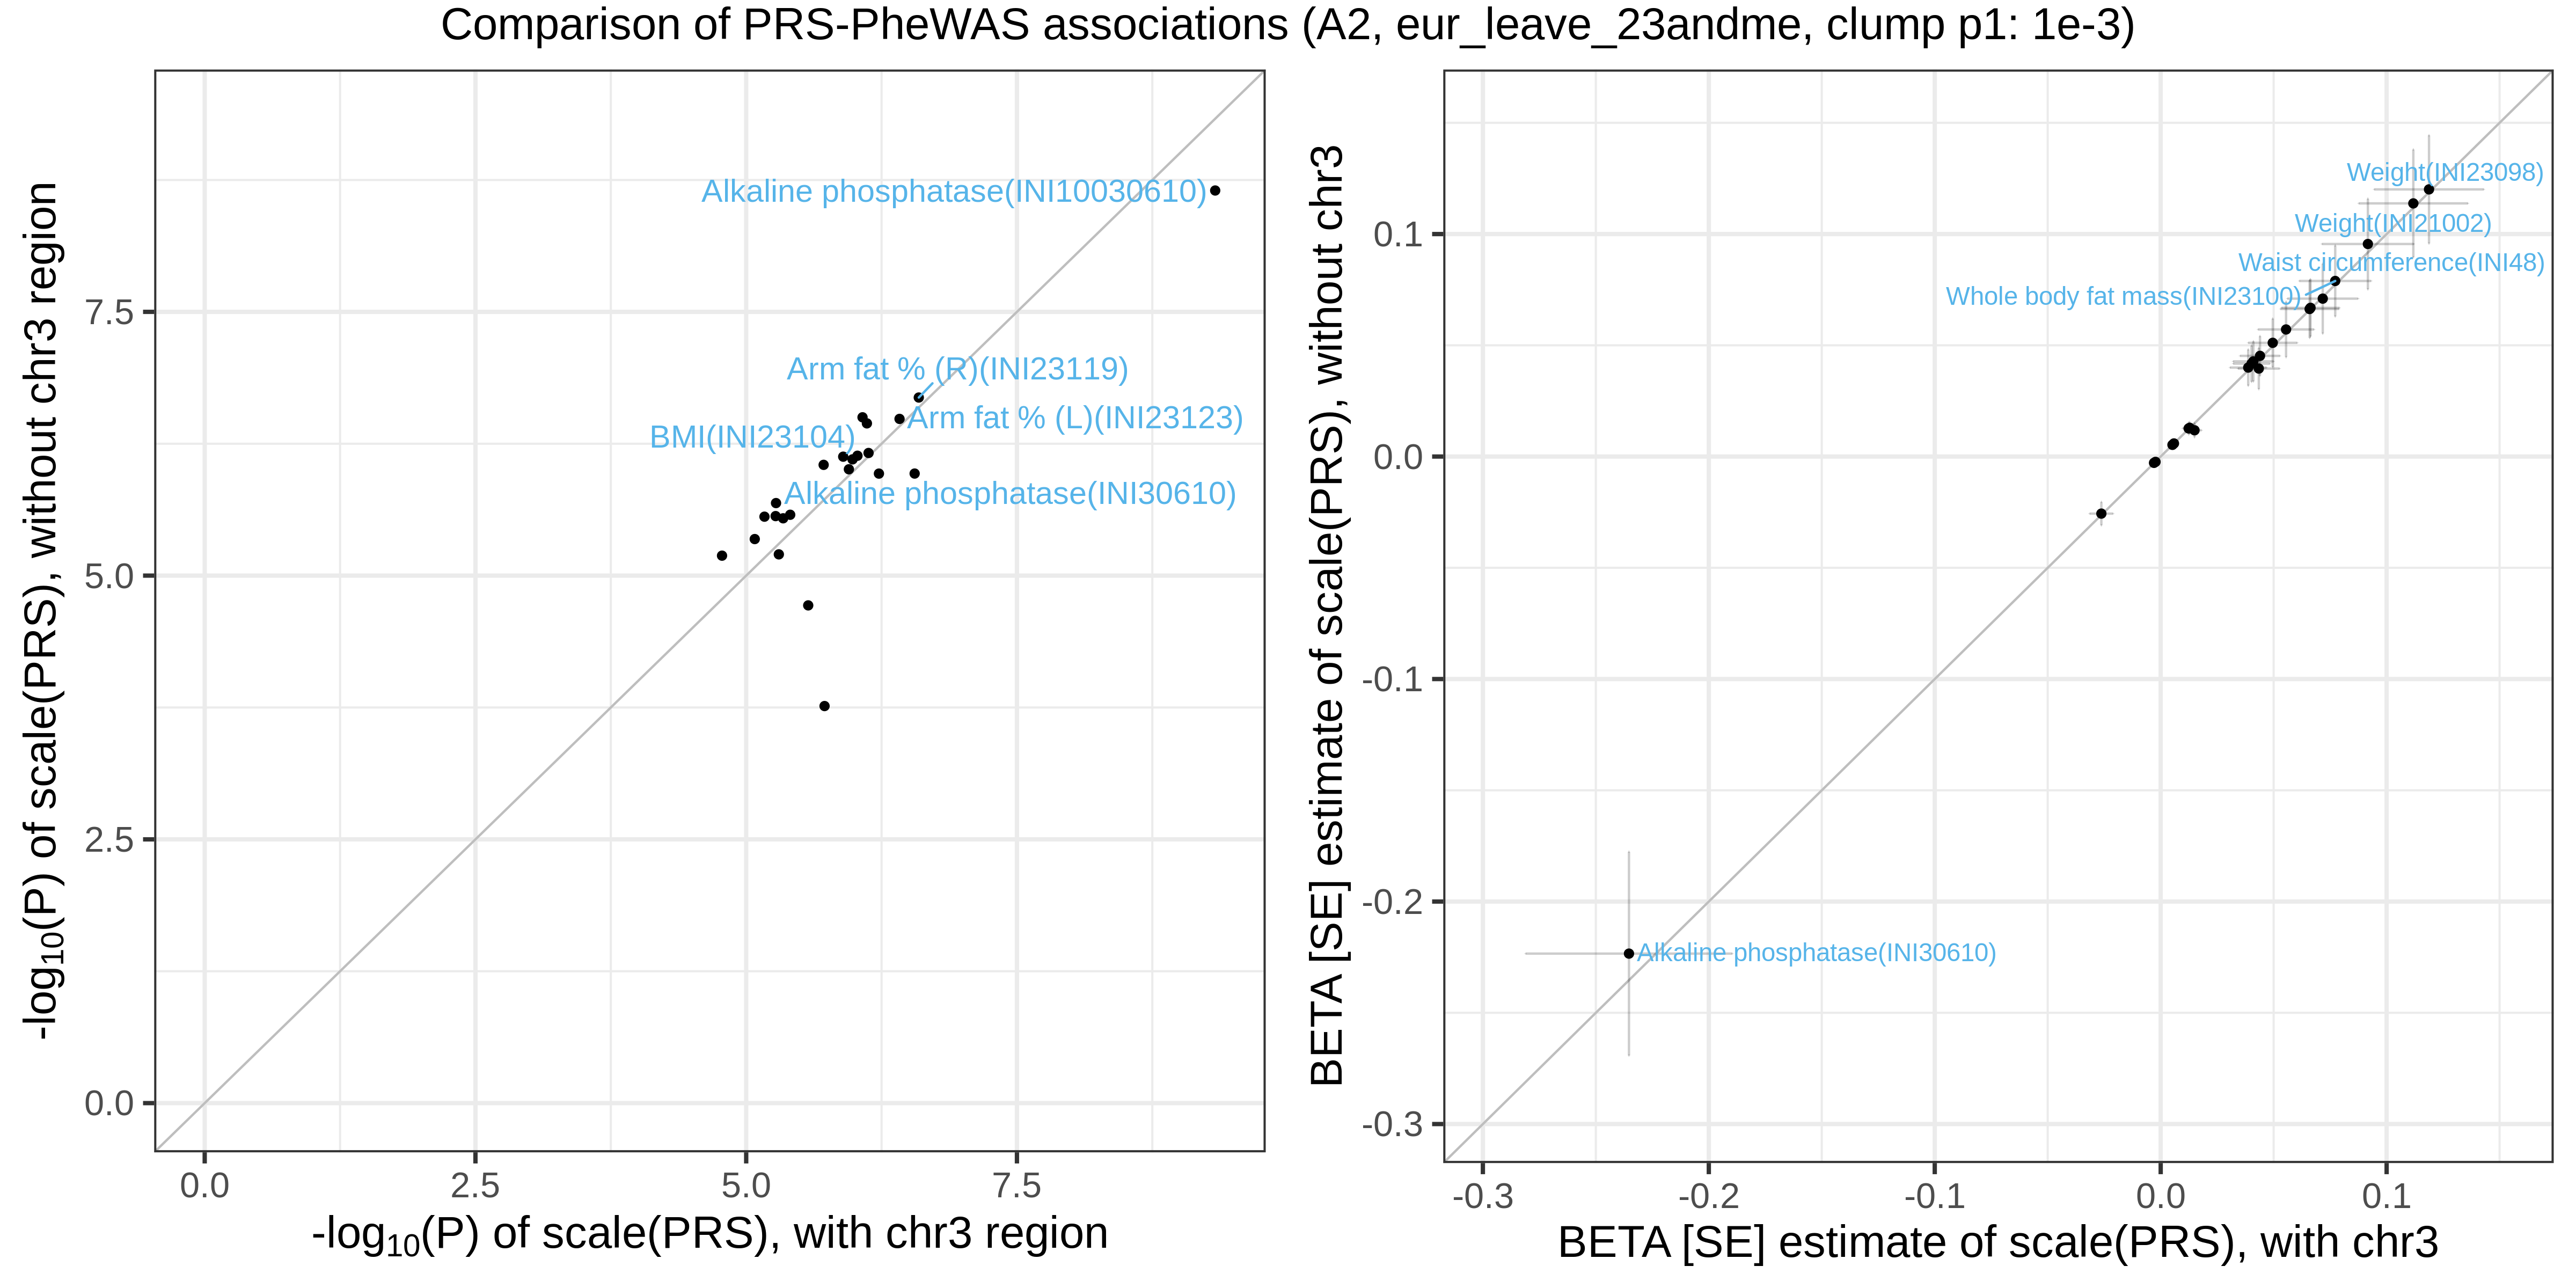 Comparison of PRS-PheWAS associations (A2, eur_leave_23andme, clump p1: 1e-3)
-log10(P) of scale(PRS), without chr3 region
7.5
5.0
2.5
0.0
Alkaline phosphatase(INI10030610)
Arm fat % (R)(INI23119)
Arm fat % (L)(INI23123)
BMI(INI23104)
Alkaline phosphatase(INI30610)
0.0 2.5 5.0 7.5
-log10(P) of scale(PRS), with chr3 region
BETA [SE] estimate of scale(PRS), without chr3
0.1
0.0
-0.1
-0.2
-0.3
Weight(INI23098)
Weight(INI21002)
Waist circumference(INI48)
Whole body fat mass(INI23100)
Alkaline phosphatase(INI30610)
-0.3 -0.2 -0.1 0.0 0.1
BETA [SE] estimate of scale(PRS), with chr3